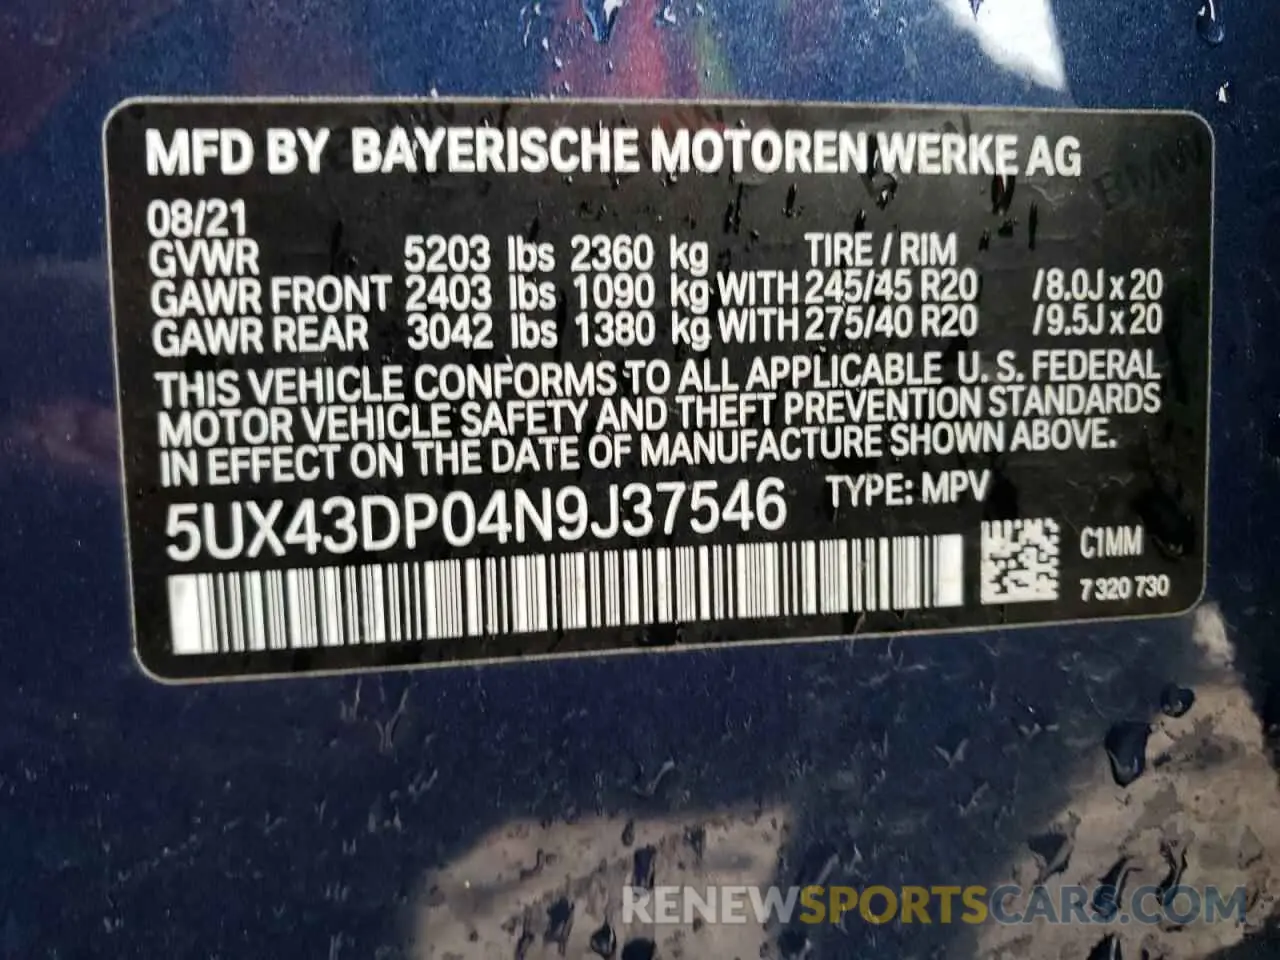 MFD BY BAYERISCHE MOTOREN WERKE AG
08/21
GVWR 5203 lbs 2360 kg TIRE / RIM
GAWR FRONT 2403 lbs 1090 kg WITH 245/45 R20 /8.0J x 20
GAWR REAR 3042 lbs 1380 kg WITH 275/40 R20 /9.5J x 20
THIS VEHICLE CONFORMS TO ALL APPLICABLE U. S. FEDERAL
MOTOR VEHICLE SAFETY AND THEFT PREVENTION STANDARDS
IN EFFECT ON THE DATE OF MANUFACTURE SHOWN ABOVE.
5UX43DP04N9J37546 TYPE: MPV
C1MM
7 320 730
RENEWSPORTSCARS.COM